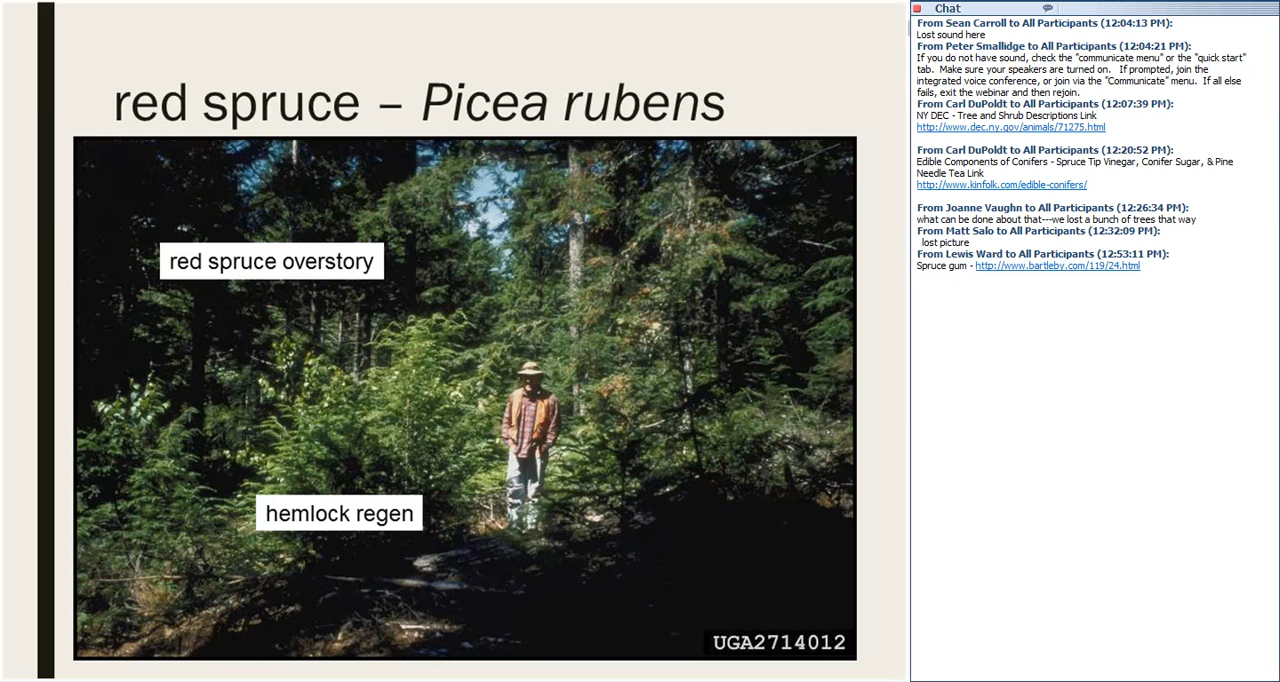 red spruce – Picea rubens
red spruce overstory
hemlock regen
UGA2714012
Chat
From Sean Carroll to All Participants (12:04:13 PM):
Lost sound here
From Peter Smallidge to All Participants (12:04:21 PM):
If you do not have sound, check the "communicate menu" or the "quick start"
tab. Make sure your speakers are turned on. If prompted, join the
integrated voice conference, or join via the "Communicate" menu. If all else
fails, exit the webinar and then rejoin.
From Carl DuPoldt to All Participants (12:07:39 PM):
NY DEC - Tree and Shrub Descriptions Link
http://www.dec.ny.gov/animals/71275.html
From Carl DuPoldt to All Participants (12:20:52 PM):
Edible Components of Conifers - Spruce Tip Vinegar, Conifer Sugar, & Pine
Needle Tea Link
http://www.kinfolk.com/edible-conifers/
From Joanne Vaughn to All Participants (12:26:34 PM):
what can be done about that---we lost a bunch of trees that way
From Matt Salo to All Participants (12:32:09 PM):
lost picture
From Lewis Ward to All Participants (12:53:11 PM):
Spruce gum - http://www.bartleby.com/119/24.html